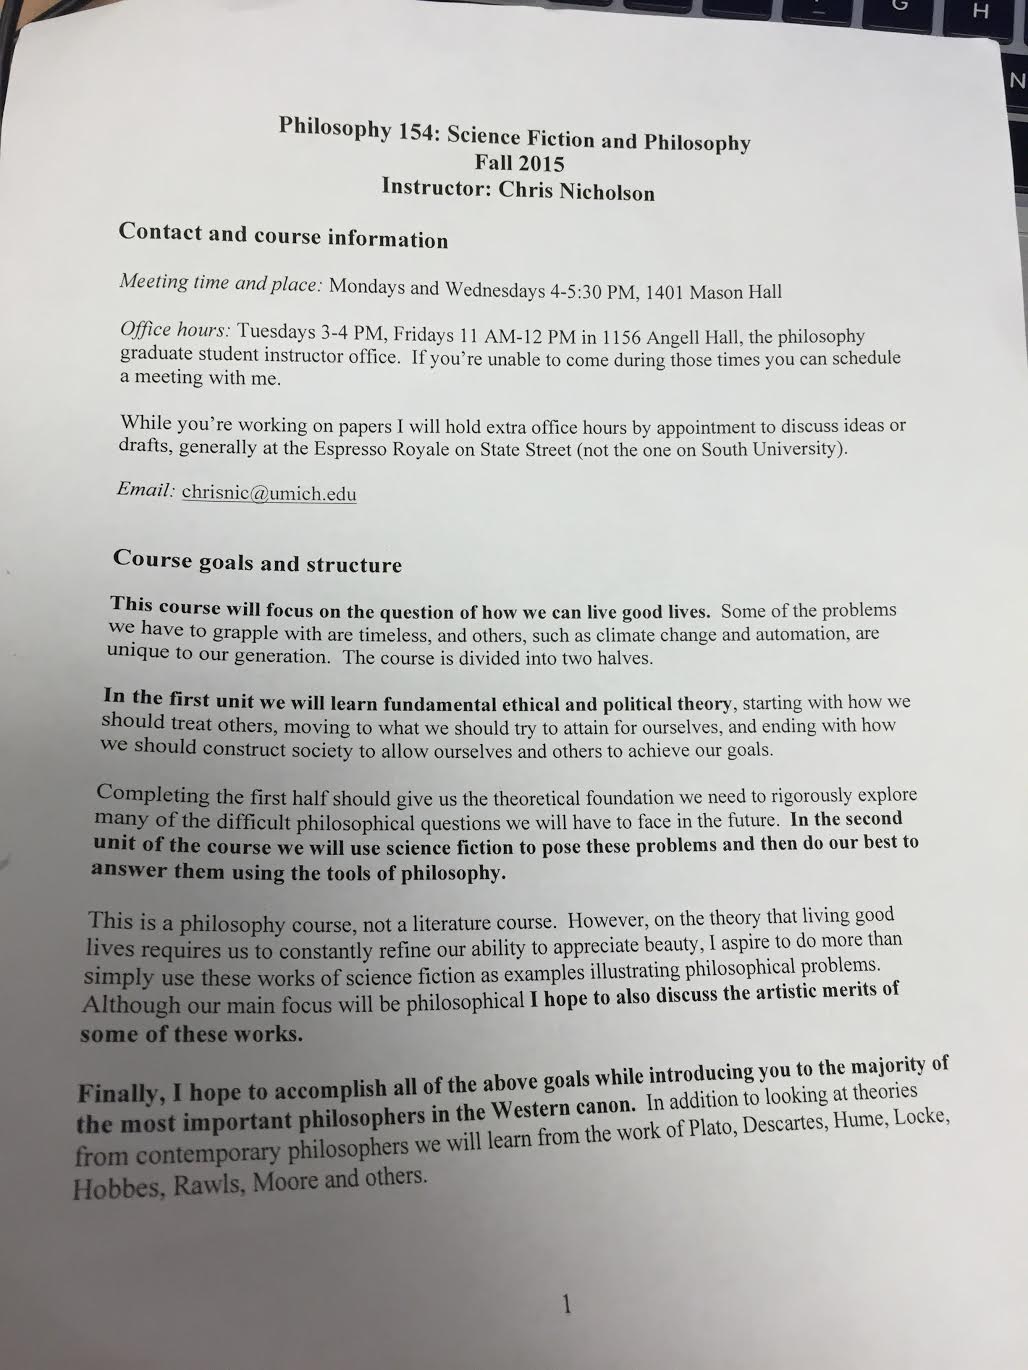 G
H
N
Philosophy 154: Science Fiction and Philosophy
Fall 2015
Instructor: Chris Nicholson
Contact and course information
Meeting time and place: Mondays and Wednesdays 4-5:30 PM, 1401 Mason Hall
Office hours: Tuesdays 3-4 PM, Fridays 11 AM-12 PM in 1156 Angell Hall, the philosophy
graduate student instructor office. If you're unable to come during those times you can schedule
a meeting with me.
While you're working on papers I will hold extra office hours by appointment to discuss ideas or
drafts, generally at the Espresso Royale on State Street (not the one on South University).
Email: chrisnic@umich.edu
Course goals and structure
This course will focus on the question of how we can live good lives. Some of the problems
we have to grapple with are timeless, and others, such as climate change and automation, are
unique to our generation. The course is divided into two halves.
In the first unit we will learn fundamental ethical and political theory, starting with how we
should treat others, moving to what we should try to attain for ourselves, and ending with how
we should construct society to allow ourselves and others to achieve our goals.
Completing the first half should give us the theoretical foundation we need to rigorously explore
many of the difficult philosophical questions we will have to face in the future. In the second
unit of the course we will use science fiction to pose these problems and then do our best to
answer them using the tools of philosophy.
This is a philosophy course, not a literature course. However, on the theory that living good
lives requires us to constantly refine our ability to appreciate beauty, I aspire to do more than
simply use these works of science fiction as examples illustrating philosophical problems.
Although our main focus will be philosophical I hope to also discuss the artistic merits of
some of these works.
Finally, I hope to accomplish all of the above goals while introducing you to the majority of
the most important philosophers in the Western canon. In addition to looking at theories
from contemporary philosophers we will learn from the work of Plato, Descartes, Hume, Locke,
Hobbes, Rawls, Moore and others.
1